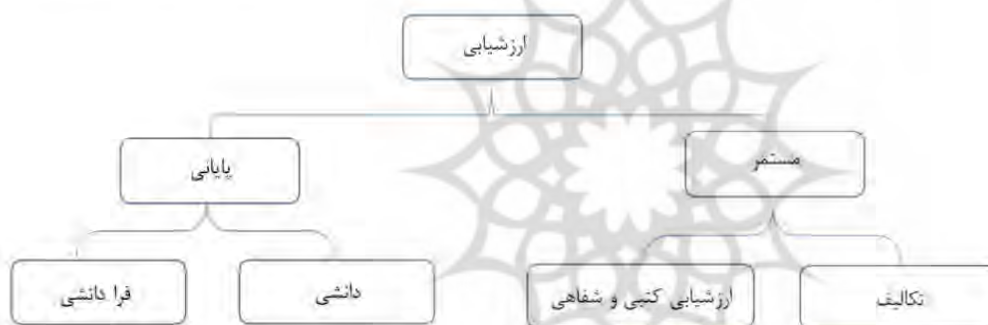 ارزشیابی
مستمر
پایانی
تکالیف
ارزشیابی کتبی و شفاهی
دانشی
فرا دانشی